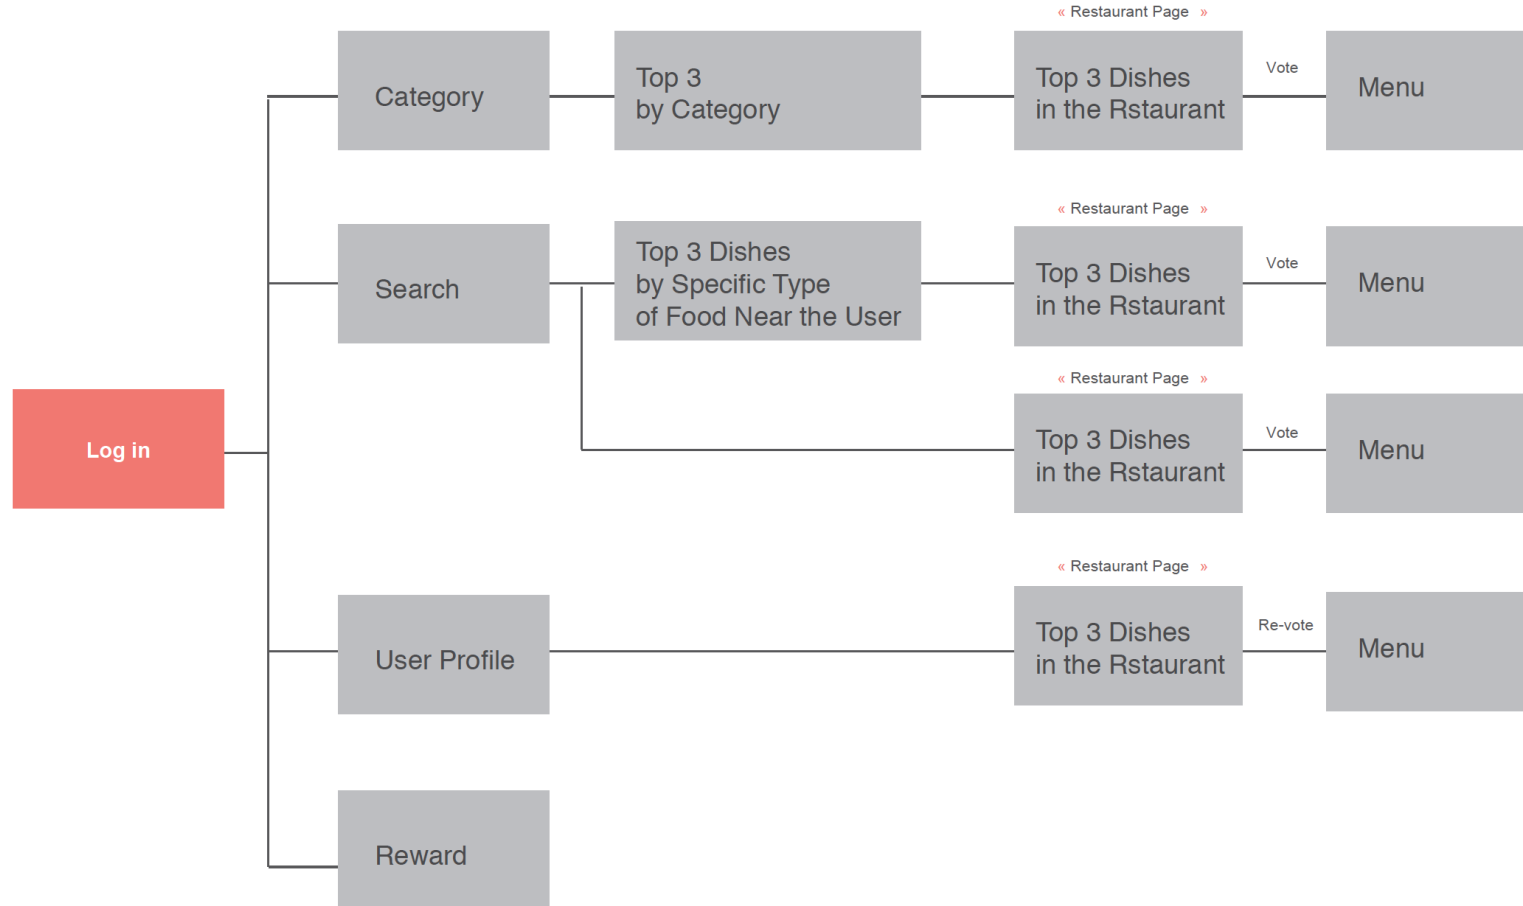 « Restaurant Page »
Category
Top 3
by Category
Top 3 Dishes
in the Rstaurant
Vote
Menu
« Restaurant Page »
Search
Top 3 Dishes
by Specific Type
of Food Near the User
Top 3 Dishes
in the Rstaurant
Vote
Menu
« Restaurant Page »
Top 3 Dishes
in the Rstaurant
Vote
Menu
Log in
« Restaurant Page »
User Profile
Top 3 Dishes
in the Rstaurant
Re-vote
Menu
Reward